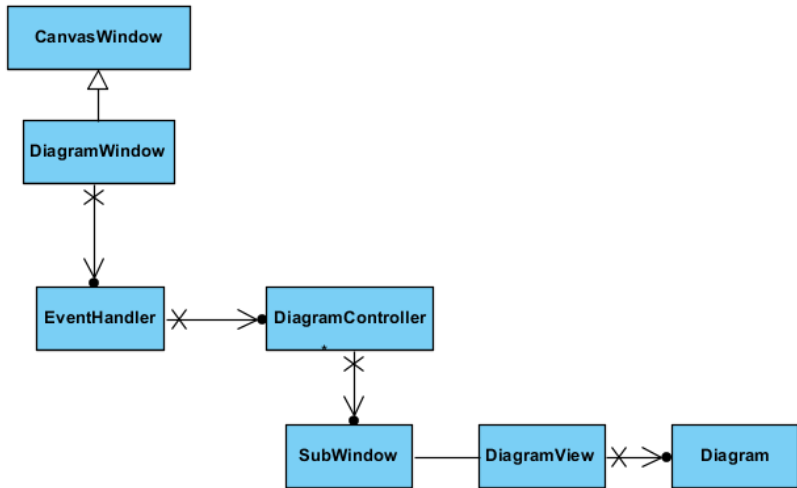 CanvasWindow
DiagramWindow
EventHandler
DiagramController
*
SubWindow
DiagramView
Diagram